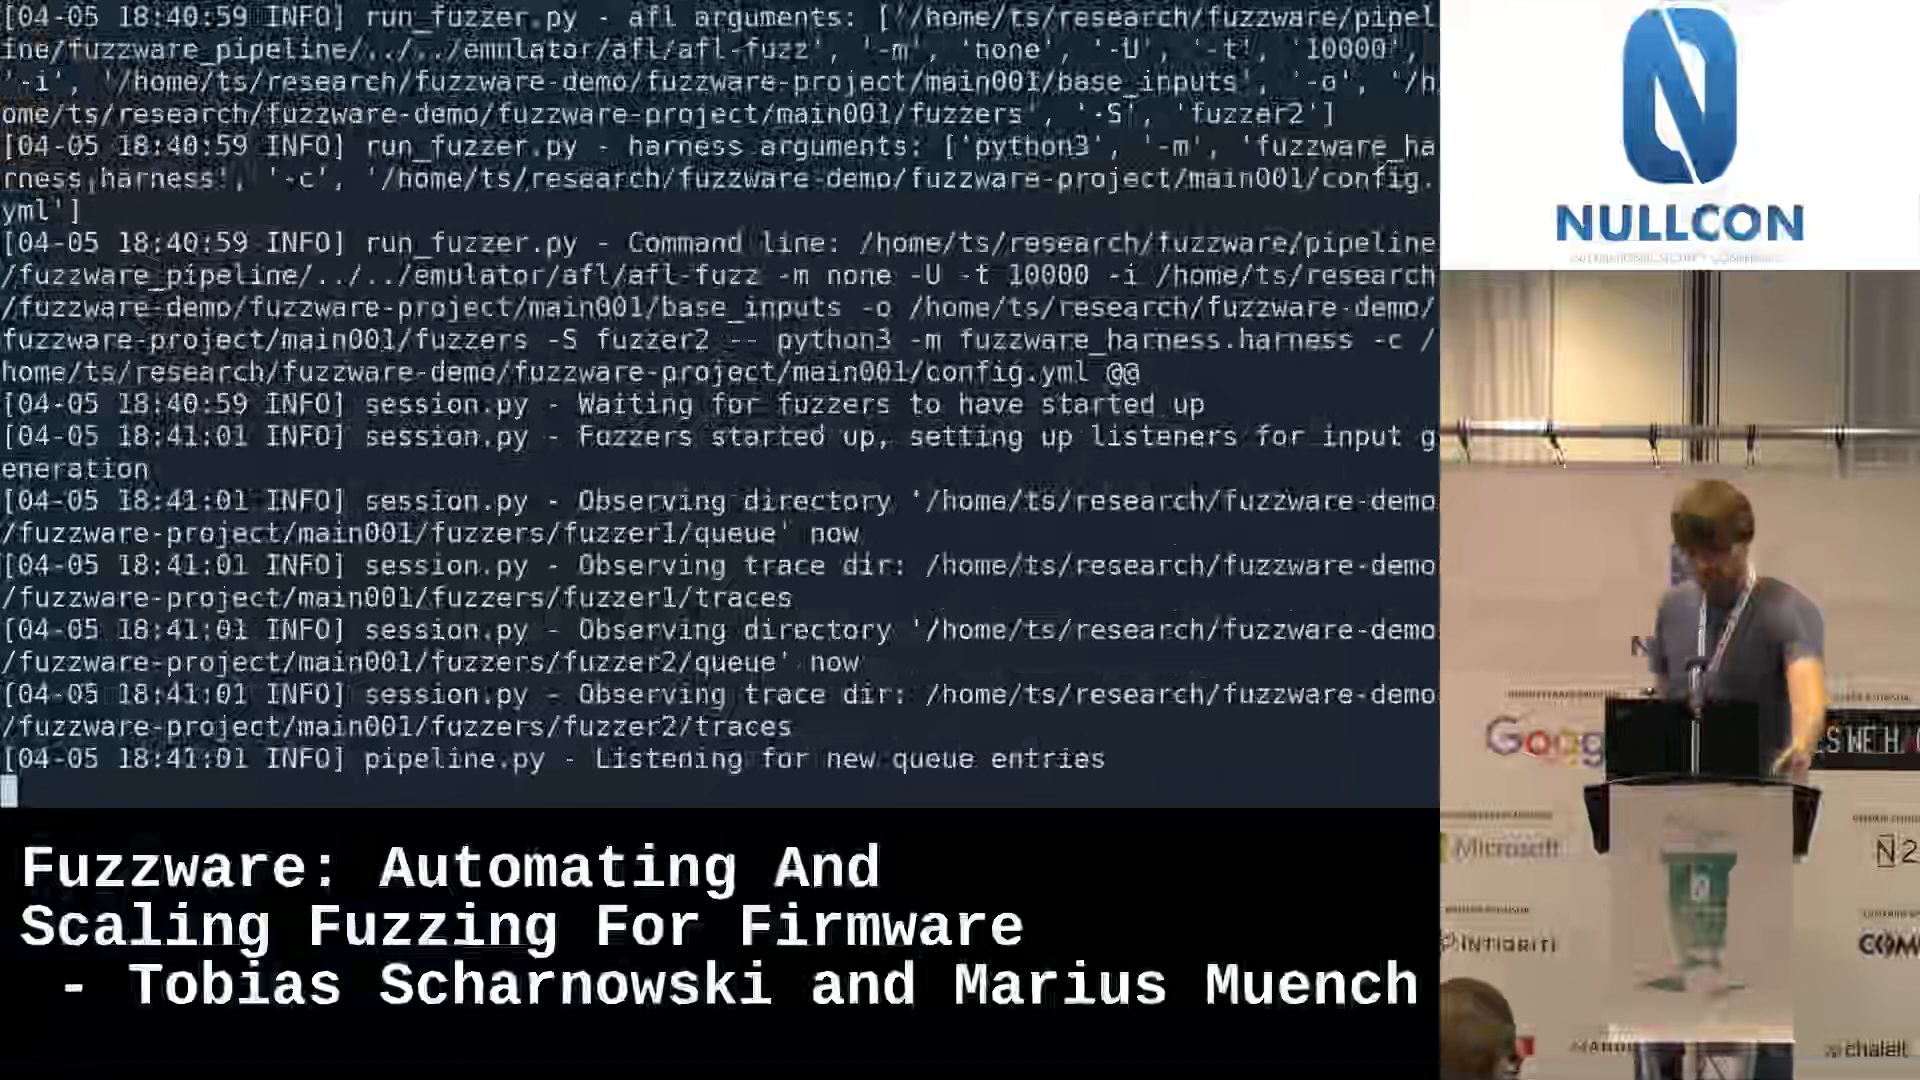 [04-05 18:40:59 INFO] run_fuzzer.py - afl arguments: ['/home/ts/research/fuzzware/pipel
ine/fuzzware_pipeline/../../emulator/afl/afl-fuzz', '-m', 'none', '-U', '-t', '10000',
'-i', '/home/ts/research/fuzzware-demo/fuzzware-project/main001/base_inputs', '-o', '/h
ome/ts/research/fuzzware-demo/fuzzware-project/main001/fuzzers', '-S', 'fuzzer2']
[04-05 18:40:59 INFO] run_fuzzer.py - harness arguments: ['python3', '-m', 'fuzzware_ha
rness.harness', '-c', '/home/ts/research/fuzzware-demo/fuzzware-project/main001/config.
yml']
[04-05 18:40:59 INFO] run_fuzzer.py - Command line: /home/ts/research/fuzzware/pipeline
/fuzzware_pipeline/../../emulator/afl/afl-fuzz -m none -U -t 10000 -i /home/ts/research
/fuzzware-demo/fuzzware-project/main001/base_inputs -o /home/ts/research/fuzzware-demo/
fuzzware-project/main001/fuzzers -S fuzzer2 -- python3 -m fuzzware_harness.harness -c /
home/ts/research/fuzzware-demo/fuzzware-project/main001/config.yml @@
[04-05 18:40:59 INFO] session.py - Waiting for fuzzers to have started up
[04-05 18:41:01 INFO] session.py - Fuzzers started up, setting up listeners for input g
eneration
[04-05 18:41:01 INFO] session.py - Observing directory '/home/ts/research/fuzzware-demo
/fuzzware-project/main001/fuzzers/fuzzer1/queue' now
[04-05 18:41:01 INFO] session.py - Observing trace dir: /home/ts/research/fuzzware-demo
/fuzzware-project/main001/fuzzers/fuzzer1/traces
[04-05 18:41:01 INFO] session.py - Observing directory '/home/ts/research/fuzzware-demo
/fuzzware-project/main001/fuzzers/fuzzer2/queue' now
[04-05 18:41:01 INFO] session.py - Observing trace dir: /home/ts/research/fuzzware-demo
/fuzzware-project/main001/fuzzers/fuzzer2/traces
[04-05 18:41:01 INFO] pipeline.py - Listening for new queue entries
Fuzzware: Automating And
Scaling Fuzzing For Firmware
- Tobias Scharnowski and Marius Muench
NULLCON
Goog
Microsoft
INTIGRITI
COM
chaleit